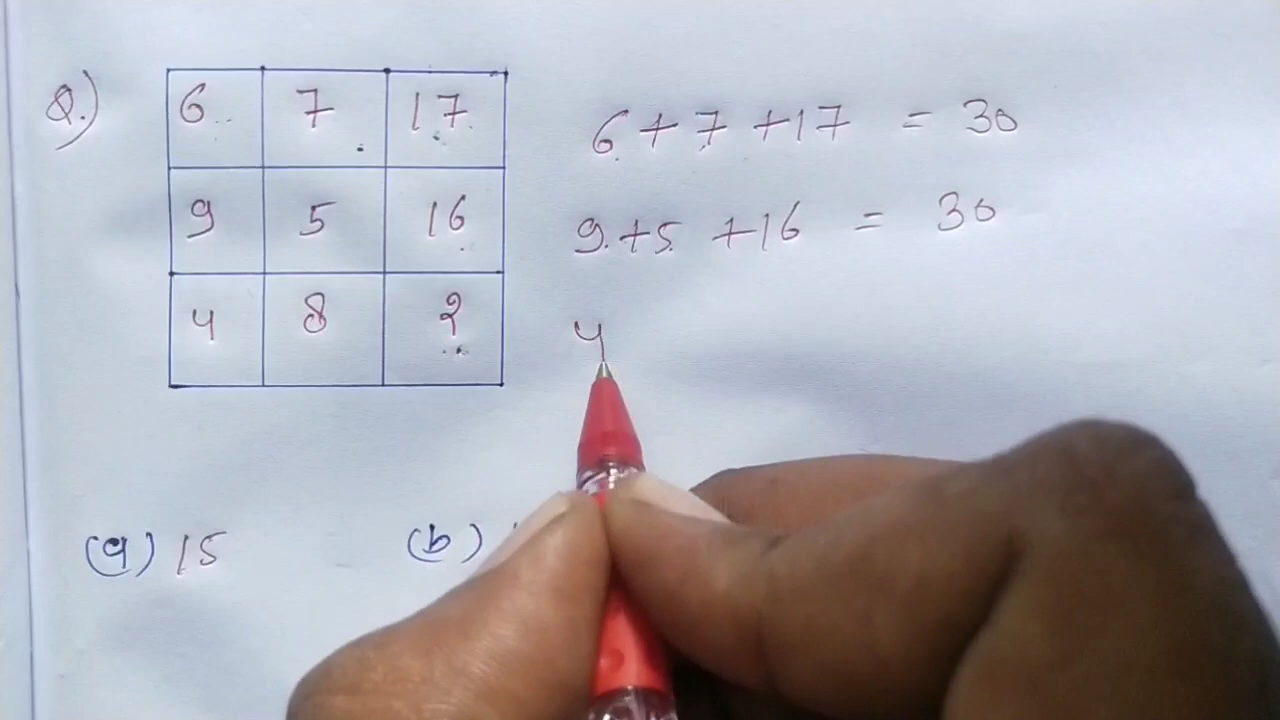 Q.)
6 7 17 6+7+17 = 30
9 5 16 9+5+16 = 30
4 8 ? 4
(a) 15 (b)